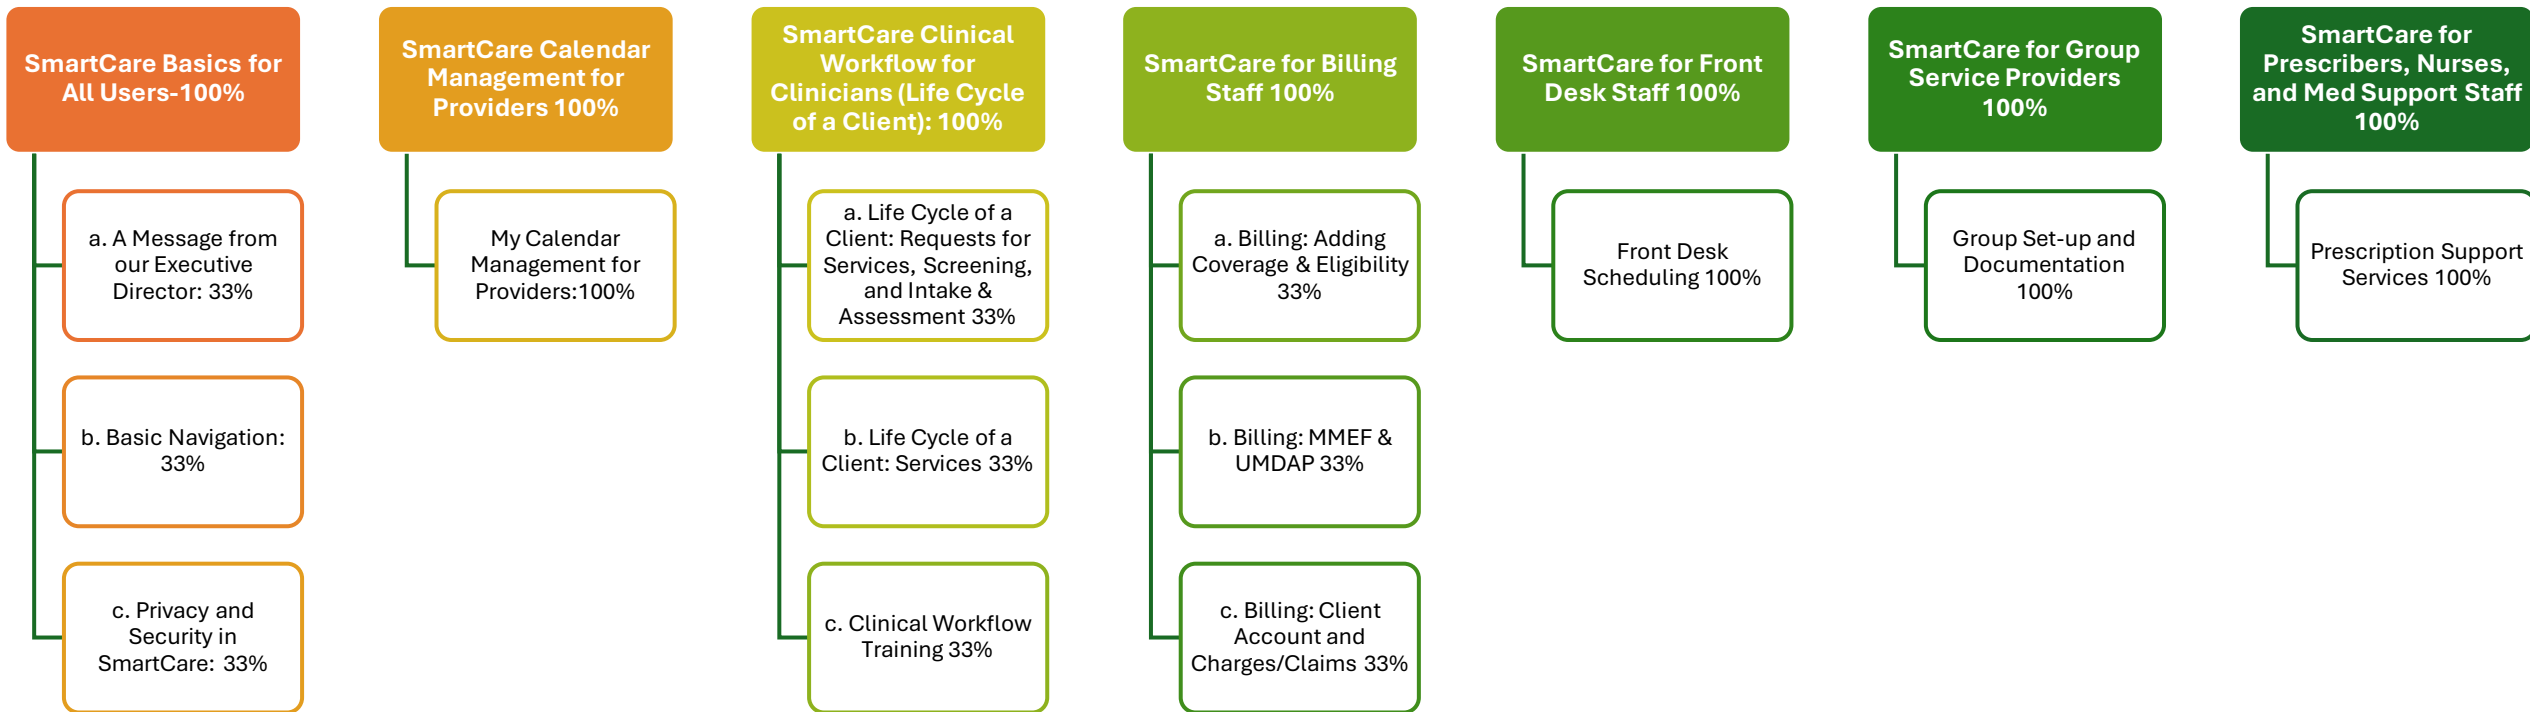 SmartCare Basics for
All Users-100%
a. A Message from
our Executive
Director: 33%
b. Basic Navigation:
33%
c. Privacy and
Security in
SmartCare: 33%
SmartCare Calendar
Management for
Providers 100%
My Calendar
Management for
Providers:100%
SmartCare Clinical
Workflow for
Clinicians (Life Cycle
of a Client): 100%
a. Life Cycle of a
Client: Requests for
Services, Screening,
and Intake &
Assessment 33%
b. Life Cycle of a
Client: Services 33%
c. Clinical Workflow
Training 33%
SmartCare for Billing
Staff 100%
a. Billing: Adding
Coverage & Eligibility
33%
b. Billing: MMEF &
UMDAP 33%
c. Billing: Client
Account and
Charges/Claims 33%
SmartCare for Front
Desk Staff 100%
Front Desk
Scheduling 100%
SmartCare for Group
Service Providers
100%
Group Set-up and
Documentation
100%
SmartCare for
Prescribers, Nurses,
and Med Support Staff
100%
Prescription Support
Services 100%